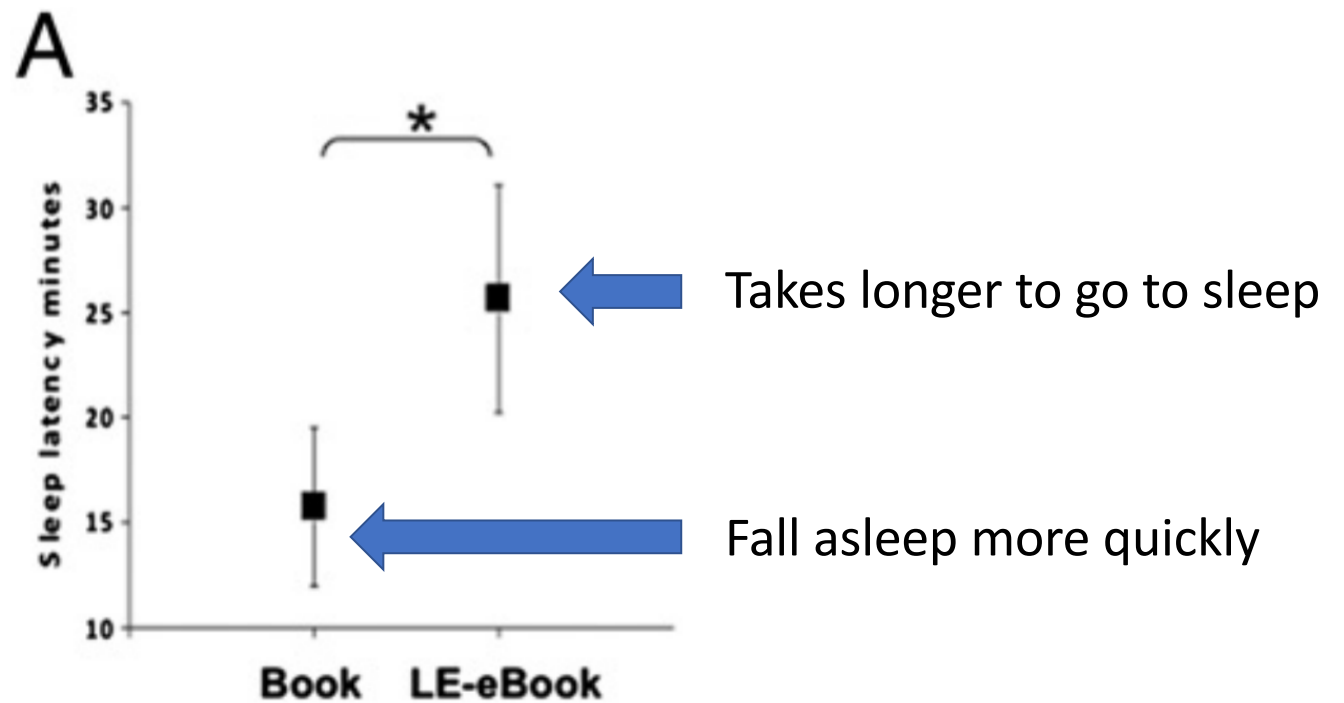 A
35
*
30
Sleep latency minutes
Takes longer to go to sleep
25
20
15
Fall asleep more quickly
10
Book LE-eBook